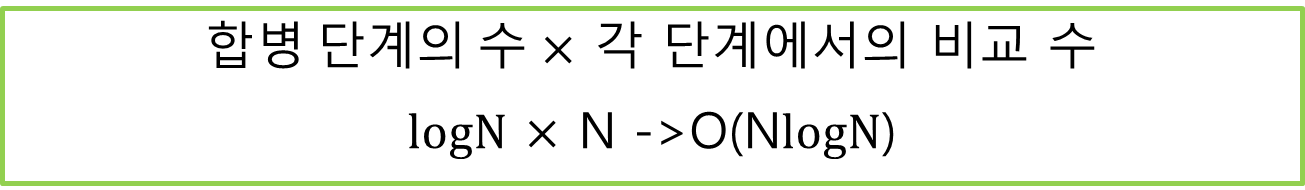 합병 단계의 수 × 각 단계에서의 비교 수
logN × N ->O(NlogN)